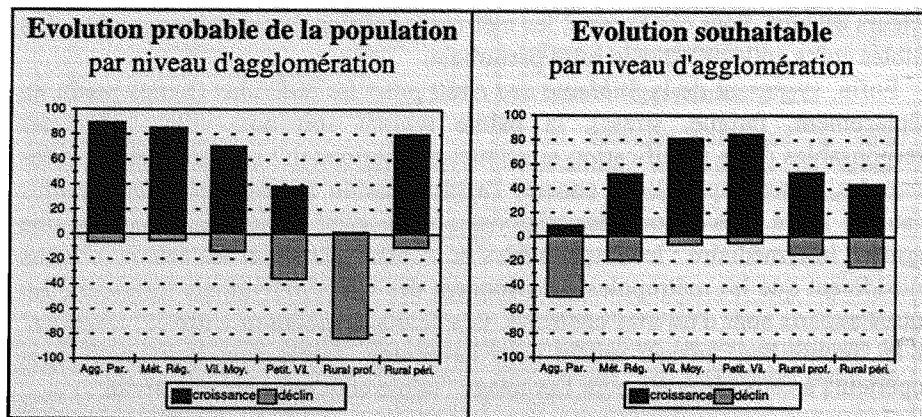 Evolution probable de la population
par niveau d'agglomération
100
80
60
40
20
0
-20
-40
-60
-80
-100
Agg. Par. Mét. Rég. Vil. Moy. Petit. Vil. Rural prof. Rural péri.
croissance déclin
Evolution souhaitable
par niveau d'agglomération
100
80
60
40
20
0
-20
-40
-60
-80
-100
Agg. Par. Mét. Rég. Vil. Moy. Petit. Vil. Rural prof. Rural péri.
croissance déclin